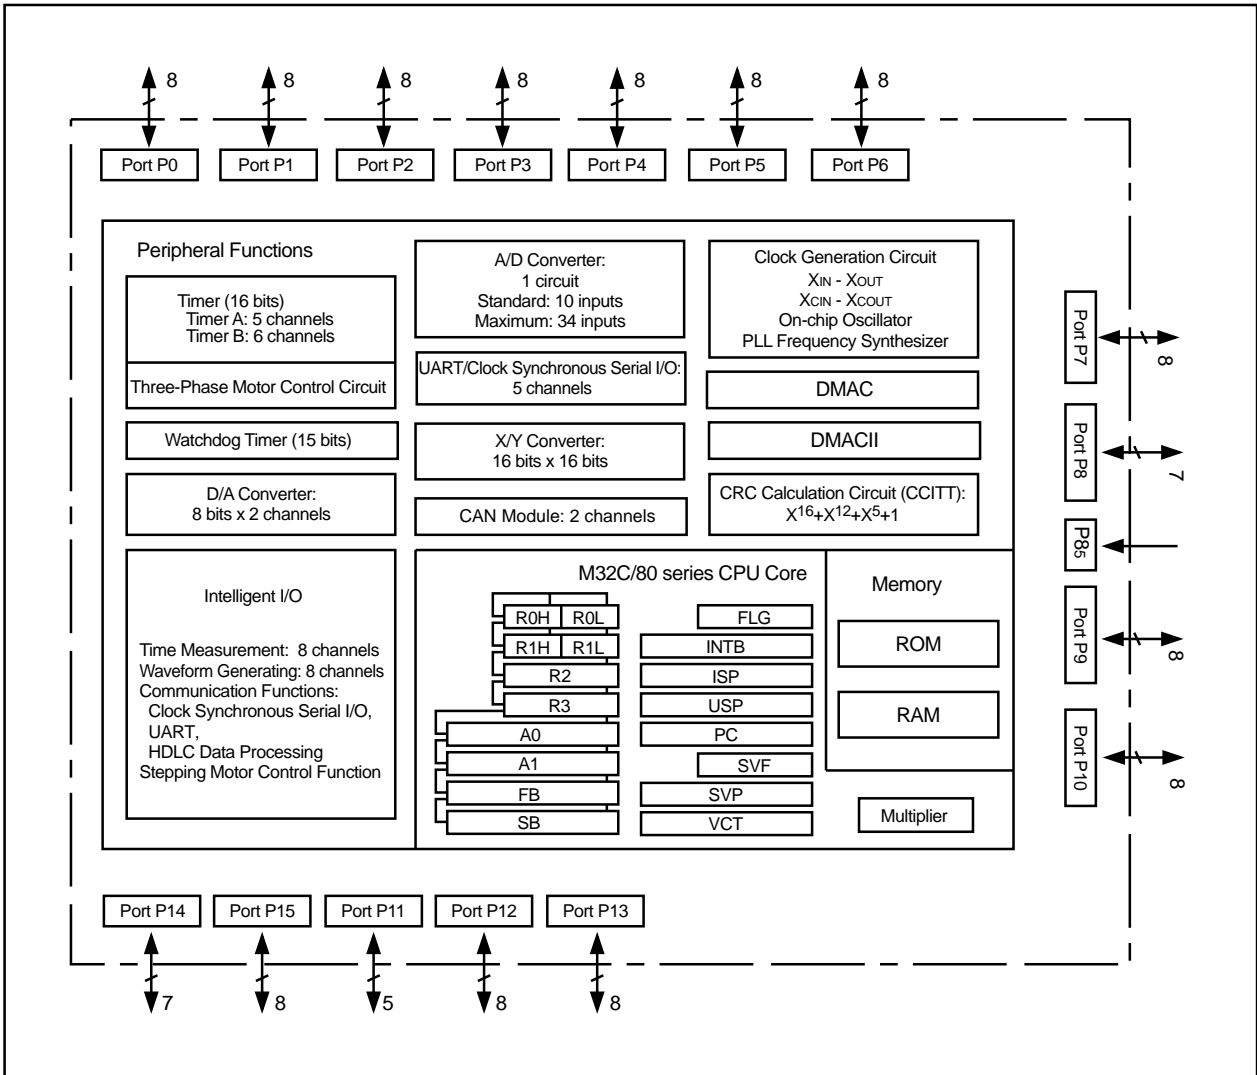 8 8 8 8 8 8 8
Port P0 Port P1 Port P2 Port P3 Port P4 Port P5 Port P6
Peripheral Functions
Timer (16 bits)
Timer A: 5 channels
Timer B: 6 channels
Three-Phase Motor Control Circuit
Watchdog Timer (15 bits)
D/A Converter:
8 bits x 2 channels
Intelligent I/O
Time Measurement: 8 channels
Waveform Generating: 8 channels
Communication Functions:
Clock Synchronous Serial I/O,
UART,
HDLC Data Processing
Stepping Motor Control Function
A/D Converter:
1 circuit
Standard: 10 inputs
Maximum: 34 inputs
UART/Clock Synchronous Serial I/O:
5 channels
X/Y Converter:
16 bits x 16 bits
CAN Module: 2 channels
Clock Generation Circuit
XIN - XOUT
XCIN - XCOUT
On-chip Oscillator
PLL Frequency Synthesizer
DMAC
DMACII
CRC Calculation Circuit (CCITT):
X16+X12+X5+1
M32C/80 series CPU Core
R0H R0L
R1H R1L
R2
R3
A0
A1
FB
SB
FLG
INTB
ISP
USP
PC
SVF
SVP
VCT
Memory
ROM
RAM
Multiplier
Port P7
8
Port P8
7
P85
Port P9
8
Port P10
8
Port P14 Port P15 Port P11 Port P12 Port P13
7 8 5 8 8